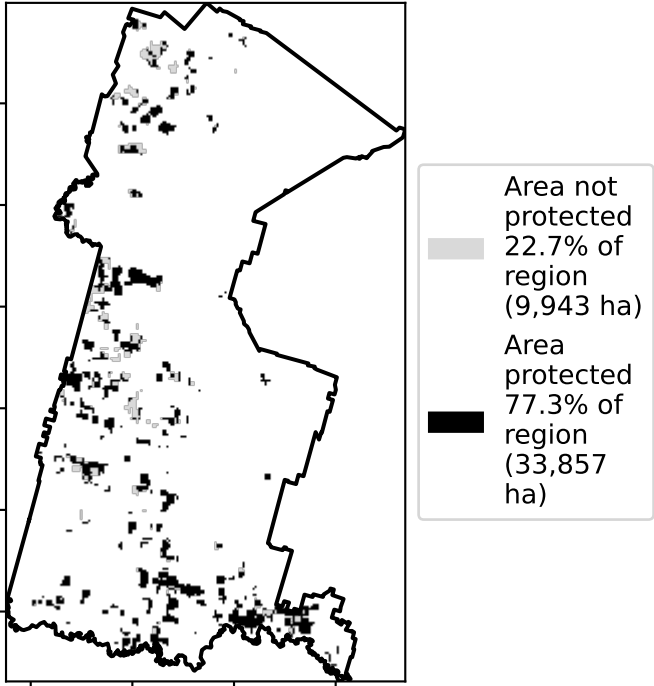 Area not
protected
22.7% of
region
(9,943 ha)
Area
protected
77.3% of
region
(33,857
ha)